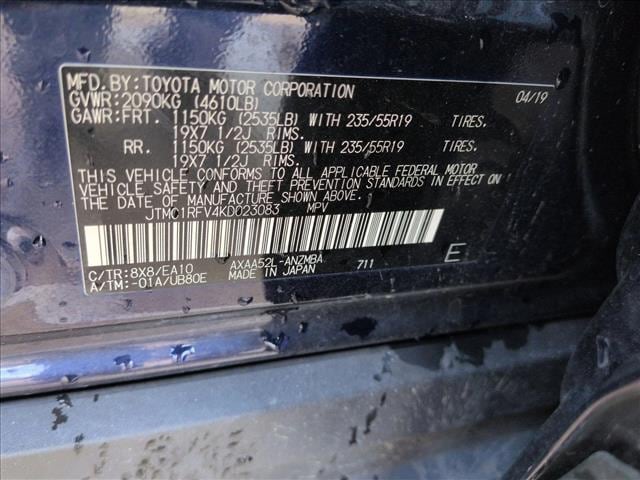 MFD. BY: TOYOTA MOTOR CORPORATION 04/19
GVWR: 2090KG (4610LB)
GAWR: FRT. 1150KG (2535LB) WITH 235/55R19 TIRES.
19X7 1/2J RIMS.
RR. 1150KG (2535LB) WITH 235/55R19 TIRES.
19X7 1/2J RIMS.
THIS VEHICLE CONFORMS TO ALL APPLICABLE FEDERAL MOTOR
VEHICLE SAFETY AND THEFT PREVENTION STANDARDS IN EFFECT ON
THE DATE OF MANUFACTURE SHOWN ABOVE.
JTMC1RFV4KD023083 MPV
C/TR: 8X8/EA10 AXAA52L-ANZMBA 711 E
A/TM: -01A/UB80E MADE IN JAPAN